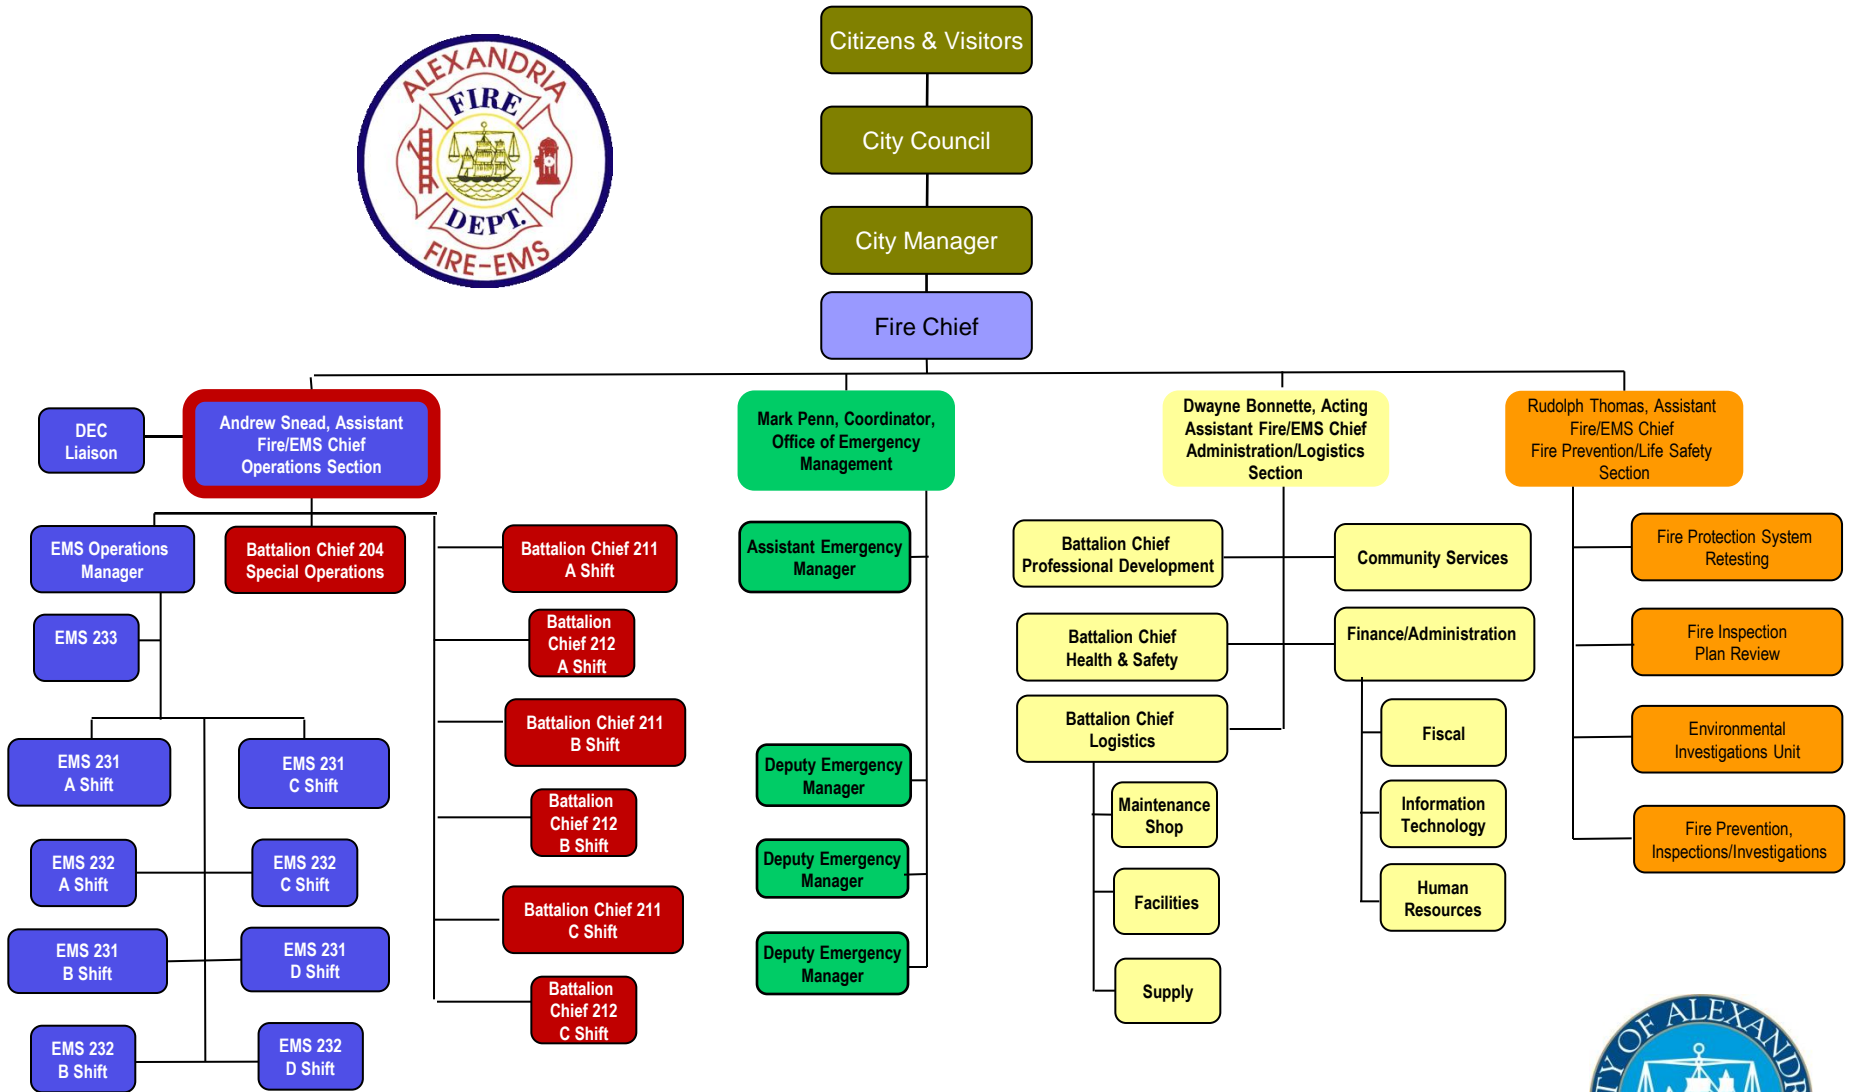 Citizens & Visitors
ALEXANDRIA
FIRE
DEPT.
FIRE-EMS
City Council
City Manager
Fire Chief
DEC
Liaison
Andrew Snead, Assistant
Fire/EMS Chief
Operations Section
Mark Penn, Coordinator,
Office of Emergency
Management
Dwayne Bonnette, Acting
Assistant Fire/EMS Chief
Administration/Logistics
Section
Rudolph Thomas, Assistant
Fire/EMS Chief
Fire Prevention/Life Safety
Section
EMS Operations
Manager
Battalion Chief 204
Special Operations
EMS 233
EMS 231
A Shift
EMS 231
C Shift
EMS 232
A Shift
EMS 232
C Shift
EMS 231
B Shift
EMS 231
D Shift
EMS 232
B Shift
EMS 232
D Shift
Battalion Chief 211
A Shift
Battalion
Chief 212
A Shift
Battalion Chief 211
B Shift
Battalion
Chief 212
B Shift
Battalion Chief 211
C Shift
Battalion
Chief 212
C Shift
Assistant Emergency
Manager
Deputy Emergency
Manager
Deputy Emergency
Manager
Deputy Emergency
Manager
Battalion Chief
Professional Development
Community Services
Battalion Chief
Health & Safety
Finance/Administration
Battalion Chief
Logistics
Maintenance
Shop
Facilities
Supply
Fiscal
Information
Technology
Human
Resources
Fire Protection System
Retesting
Fire Inspection
Plan Review
Environmental
Investigations Unit
Fire Prevention,
Inspections/Investigations
TY OF ALEXANDR